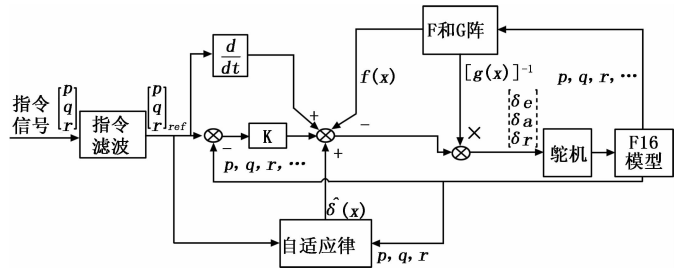 指令
信号
p
q
r
指令
滤波
p
q
r
ref
d
dt
+
−
K
p, q, r, …
+
−
+
f(x)
F和G阵
[g(x)]⁻¹
×
δe
δa
δr
鸵机
F16
模型
p, q, r, …
δ^(x)
自适应律
p, q, r